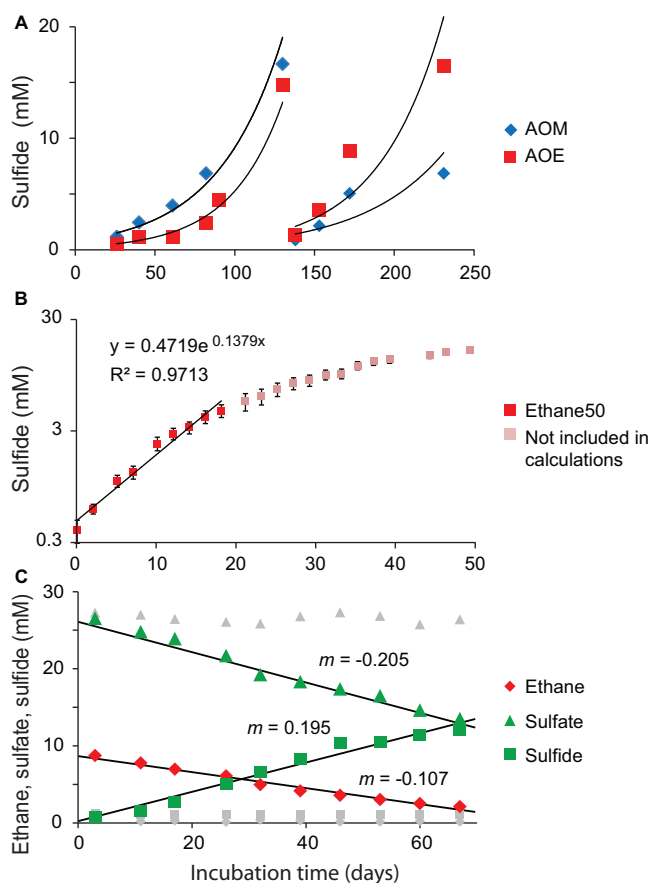 A
20
10
0
Sulfide (mM)
0 50 100 150 200 250
AOM
AOE
B
30
3
0.3
Sulfide (mM)
y = 0.4719e^0.1379x
R² = 0.9713
0 10 20 30 40 50
Ethane50
Not included in
calculations
C
30
20
10
0
Ethane, sulfate, sulfide (mM)
m = -0.205
m = 0.195
m = -0.107
0 20 40 60
Incubation time (days)
Ethane
Sulfate
Sulfide